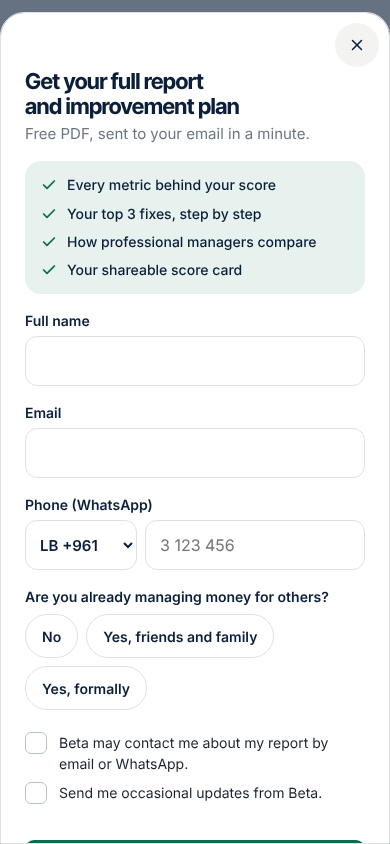 Get your full report
and improvement plan
Free PDF, sent to your email in a minute.
Every metric behind your score
Your top 3 fixes, step by step
How professional managers compare
Your shareable score card
Full name
Email
Phone (WhatsApp)
LB +961
3 123 456
Are you already managing money for others?
No
Yes, friends and family
Yes, formally
Beta may contact me about my report by
email or WhatsApp.
Send me occasional updates from Beta.